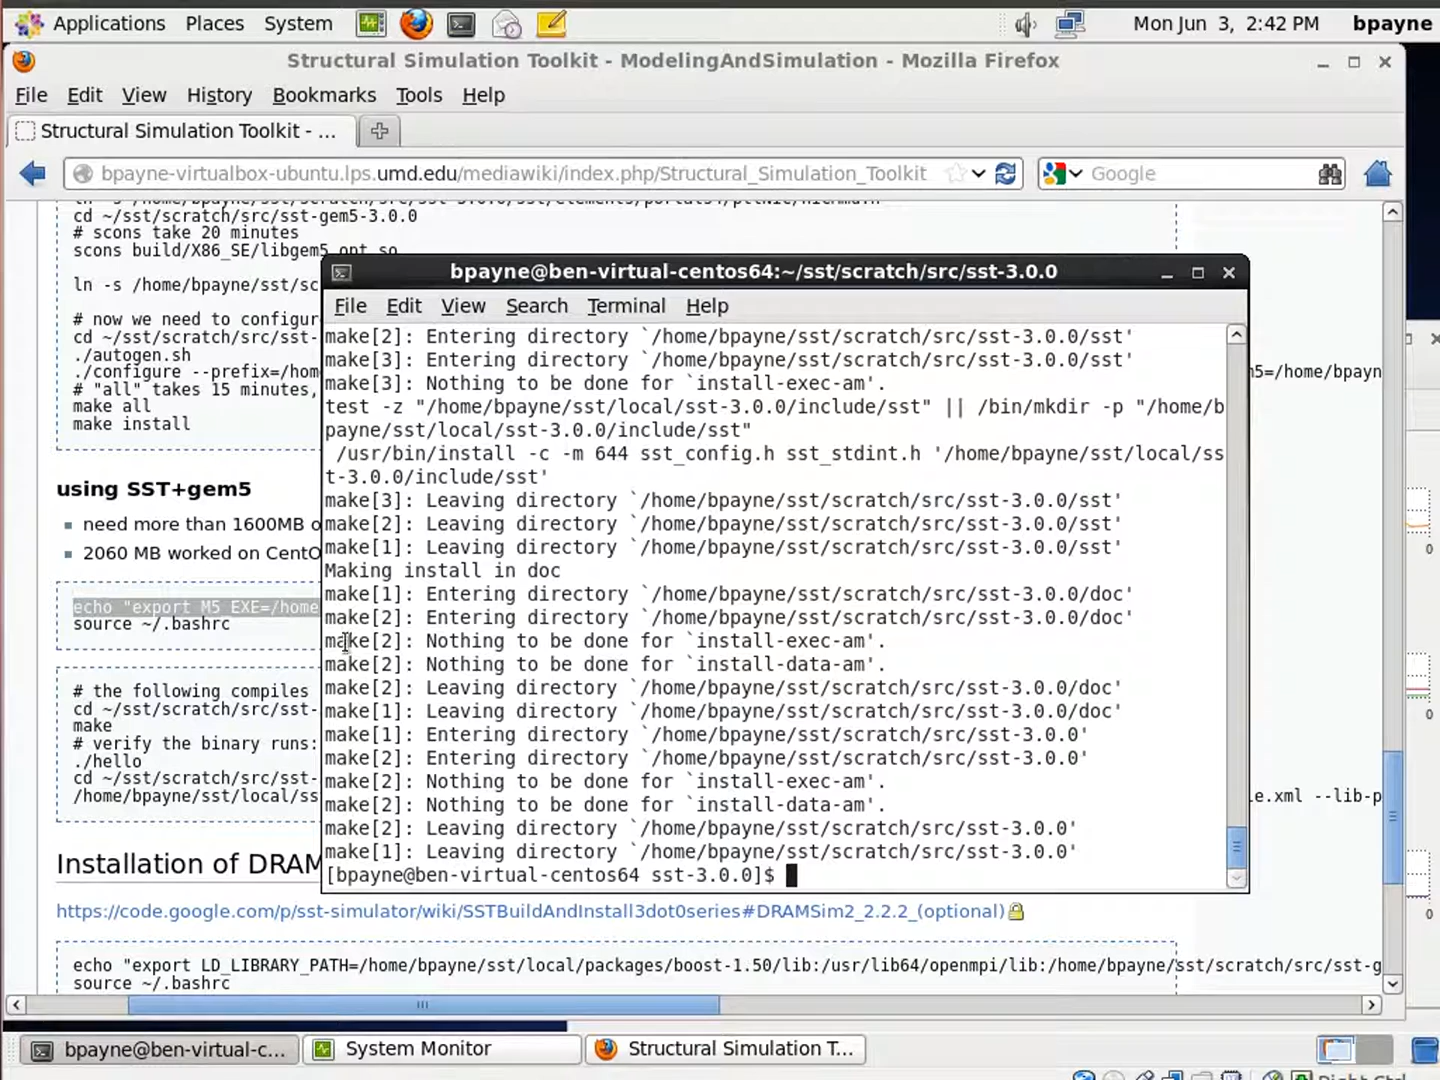 Applications Places System Mon Jun 3, 2:42 PM bpayne
Structural Simulation Toolkit - ModelingAndSimulation - Mozilla Firefox
File Edit View History Bookmarks Tools Help
Structural Simulation Toolkit - ...
bpayne-virtualbox-ubuntu.lps.umd.edu/mediawiki/index.php/Structural_Simulation_Toolkit Google
cd ~/sst/scratch/src/sst-gem5-3.0.0
# scons take 20 minutes
scons build/X86_SE/libgem5_opt.so
ln -s /home/bpayne/sst/sc
# now we need to configur
cd ~/sst/scratch/src/sst-
./autogen.sh
./configure --prefix=/hom
m5=/home/bpayn
# "all" takes 15 minutes,
make all
make install
using SST+gem5
need more than 1600MB o
2060 MB worked on CentO
echo "export M5_EXE=/home
source ~/.bashrc
# the following compiles
cd ~/sst/scratch/src/sst-
make
# verify the binary runs:
./hello
cd ~/sst/scratch/src/sst-
/home/bpayne/sst/local/ss
le.xml --lib-p
Installation of DRAM
https://code.google.com/p/sst-simulator/wiki/SSTBuildAndInstall3dot0series#DRAMSim2_2.2.2_(optional)
echo "export LD_LIBRARY_PATH=/home/bpayne/sst/local/packages/boost-1.50/lib:/usr/lib64/openmpi/lib:/home/bpayne/sst/scratch/src/sst-g
source ~/.bashrc
bpayne@ben-virtual-centos64:~/sst/scratch/src/sst-3.0.0
File Edit View Search Terminal Help
make[2]: Entering directory `/home/bpayne/sst/scratch/src/sst-3.0.0/sst'
make[3]: Entering directory `/home/bpayne/sst/scratch/src/sst-3.0.0/sst'
make[3]: Nothing to be done for `install-exec-am'.
test -z "/home/bpayne/sst/local/sst-3.0.0/include/sst" || /bin/mkdir -p "/home/b
payne/sst/local/sst-3.0.0/include/sst"
/usr/bin/install -c -m 644 sst_config.h sst_stdint.h '/home/bpayne/sst/local/ss
t-3.0.0/include/sst'
make[3]: Leaving directory `/home/bpayne/sst/scratch/src/sst-3.0.0/sst'
make[2]: Leaving directory `/home/bpayne/sst/scratch/src/sst-3.0.0/sst'
make[1]: Leaving directory `/home/bpayne/sst/scratch/src/sst-3.0.0/sst'
Making install in doc
make[1]: Entering directory `/home/bpayne/sst/scratch/src/sst-3.0.0/doc'
make[2]: Entering directory `/home/bpayne/sst/scratch/src/sst-3.0.0/doc'
make[2]: Nothing to be done for `install-exec-am'.
make[2]: Nothing to be done for `install-data-am'.
make[2]: Leaving directory `/home/bpayne/sst/scratch/src/sst-3.0.0/doc'
make[1]: Leaving directory `/home/bpayne/sst/scratch/src/sst-3.0.0/doc'
make[1]: Entering directory `/home/bpayne/sst/scratch/src/sst-3.0.0'
make[2]: Entering directory `/home/bpayne/sst/scratch/src/sst-3.0.0'
make[2]: Nothing to be done for `install-exec-am'.
make[2]: Nothing to be done for `install-data-am'.
make[2]: Leaving directory `/home/bpayne/sst/scratch/src/sst-3.0.0'
make[1]: Leaving directory `/home/bpayne/sst/scratch/src/sst-3.0.0'
[bpayne@ben-virtual-centos64 sst-3.0.0]$
0
0
0
bpayne@ben-virtual-c... System Monitor Structural Simulation T...
Right Ctrl